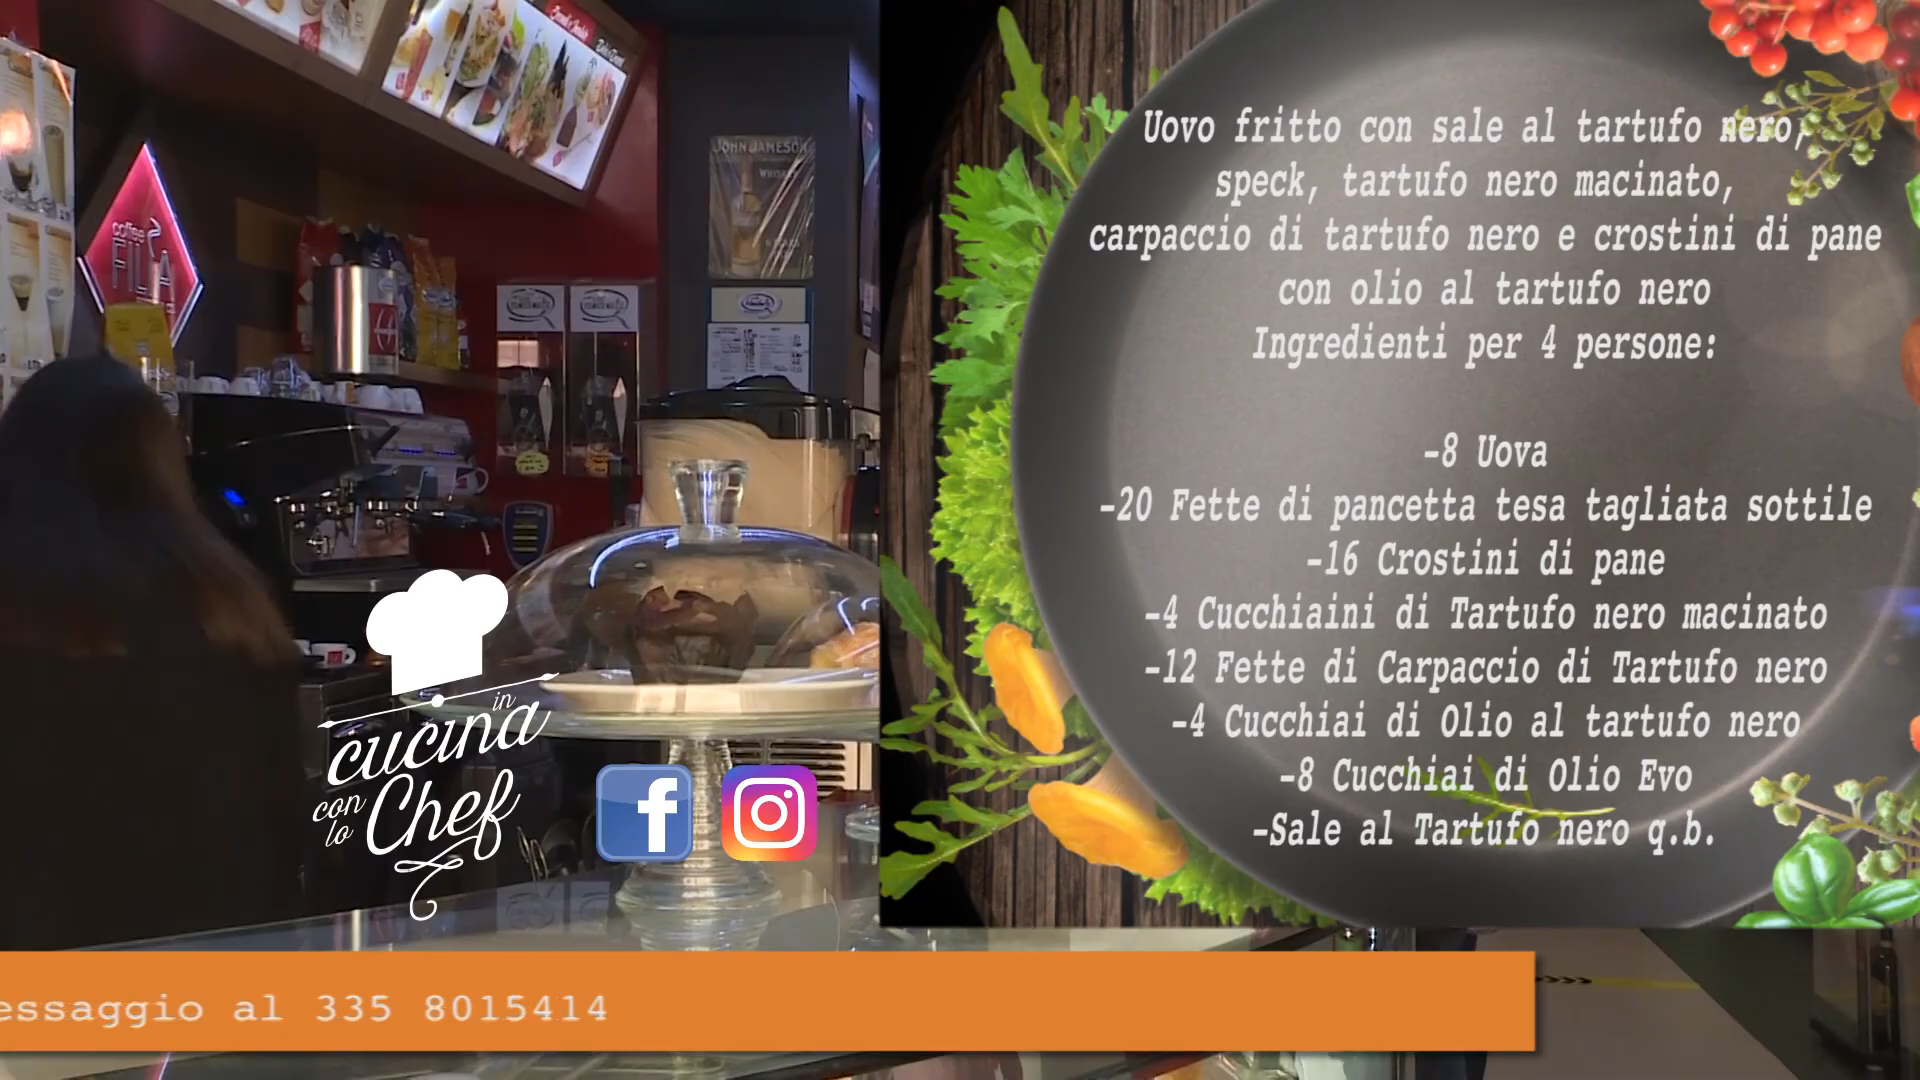 JOHN JAMESON
WHISKEY
coffee
FILA
Uovo fritto con sale al tartufo nero,
speck, tartufo nero macinato,
carpaccio di tartufo nero e crostini di pane
con olio al tartufo nero
Ingredienti per 4 persone:
-8 Uova
-20 Fette di pancetta tesa tagliata sottile
-16 Crostini di pane
-4 Cucchiaini di Tartufo nero macinato
-12 Fette di Carpaccio di Tartufo nero
-4 Cucchiai di Olio al tartufo nero
-8 Cucchiai di Olio Evo
-Sale al Tartufo nero q.b.
in
cucina
con
lo
Chef
f
essaggio al 335 8015414